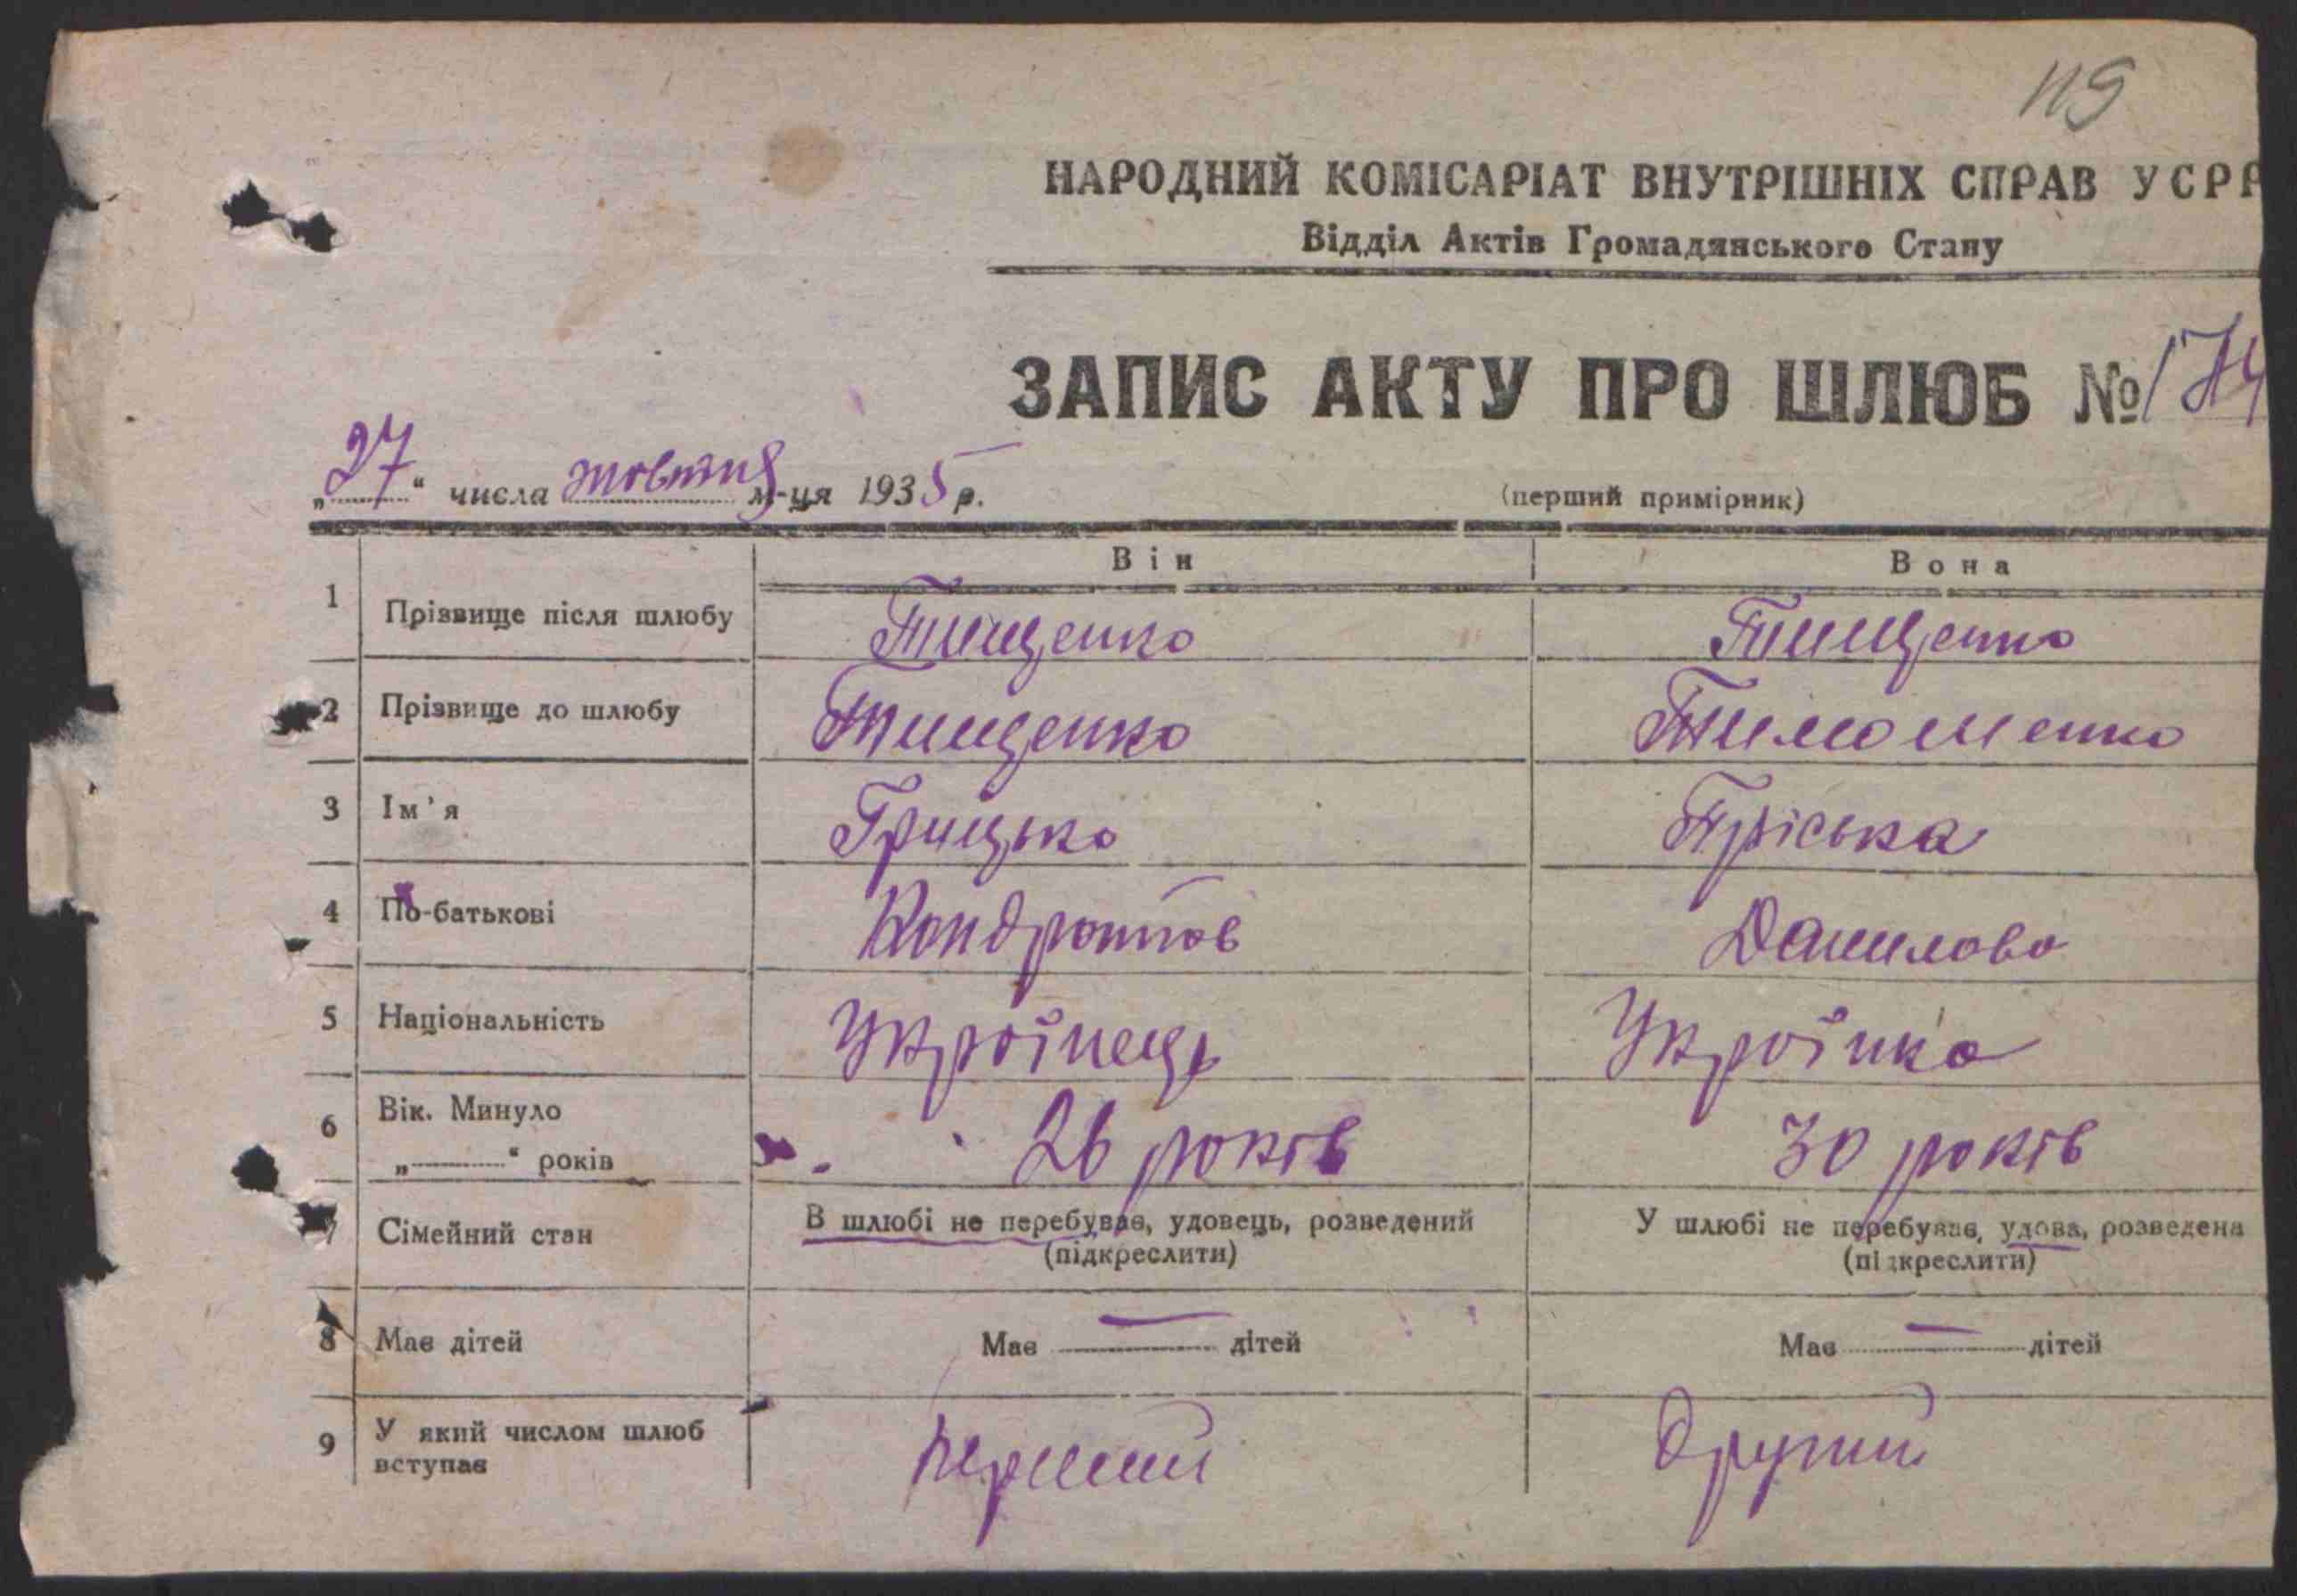 119
НАРОДНИЙ КОМІСАРІАТ ВНУТРІШНІХ СПРАВ УСРР
Відділ Актів Громадянського Стану
ЗАПИС АКТУ ПРО ШЛЮБ № 174
„27“ числа жовтня м-ця 1935 р.
(перший примірник)
Він Вона
1 Прізвище після шлюбу Тищенко Тищенко
2 Прізвище до шлюбу Тищенко Тимошенко
3 Ім'я Грицько Пріська
4 По-батькові Кондратов Данилова
5 Національність Українець Українка
6 Вік. Минуло
„———“ років 26 років 30 років
7 Сімейний стан В шлюбі не перебував, удовець, розведений У шлюбі не перебував, удова, розведена
(підкреслити) (підкреслити)
8 Має дітей Має — дітей Має — дітей
9 У який числом шлюб
вступає перший другий